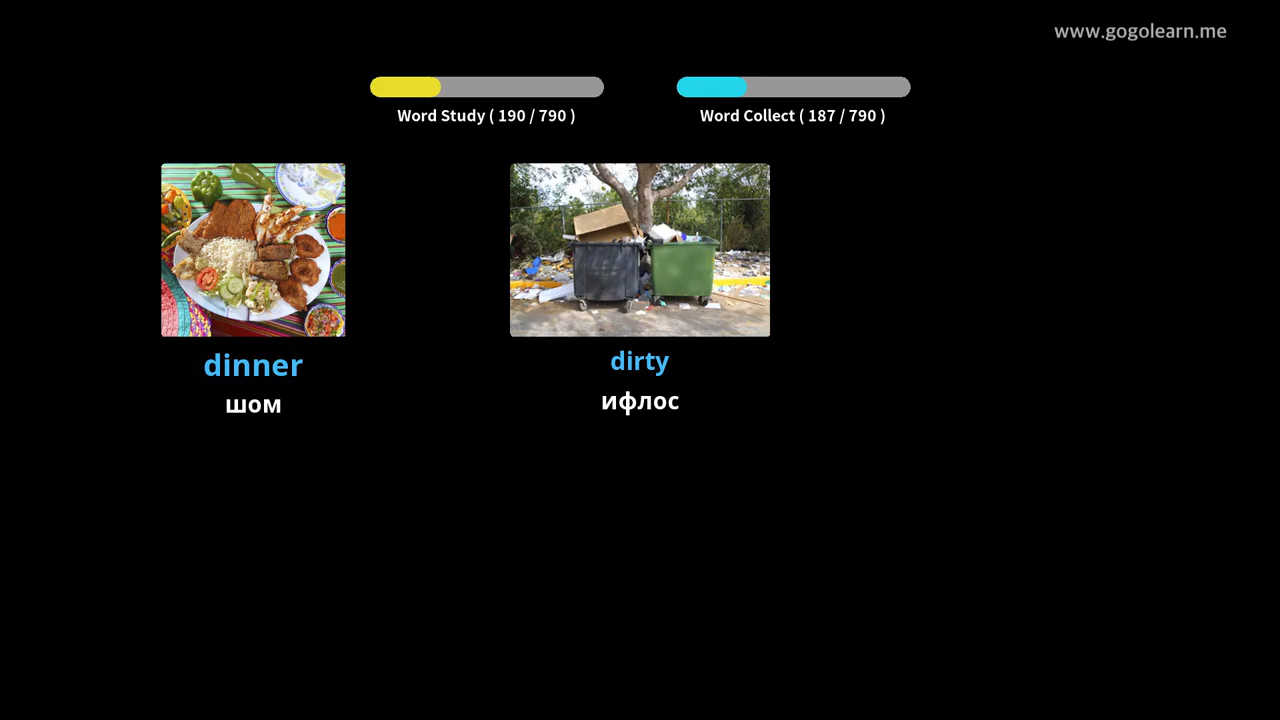 www.gogolearn.me
Word Study ( 190 / 790 )
Word Collect ( 187 / 790 )
dinner
шом
dirty
ифлос